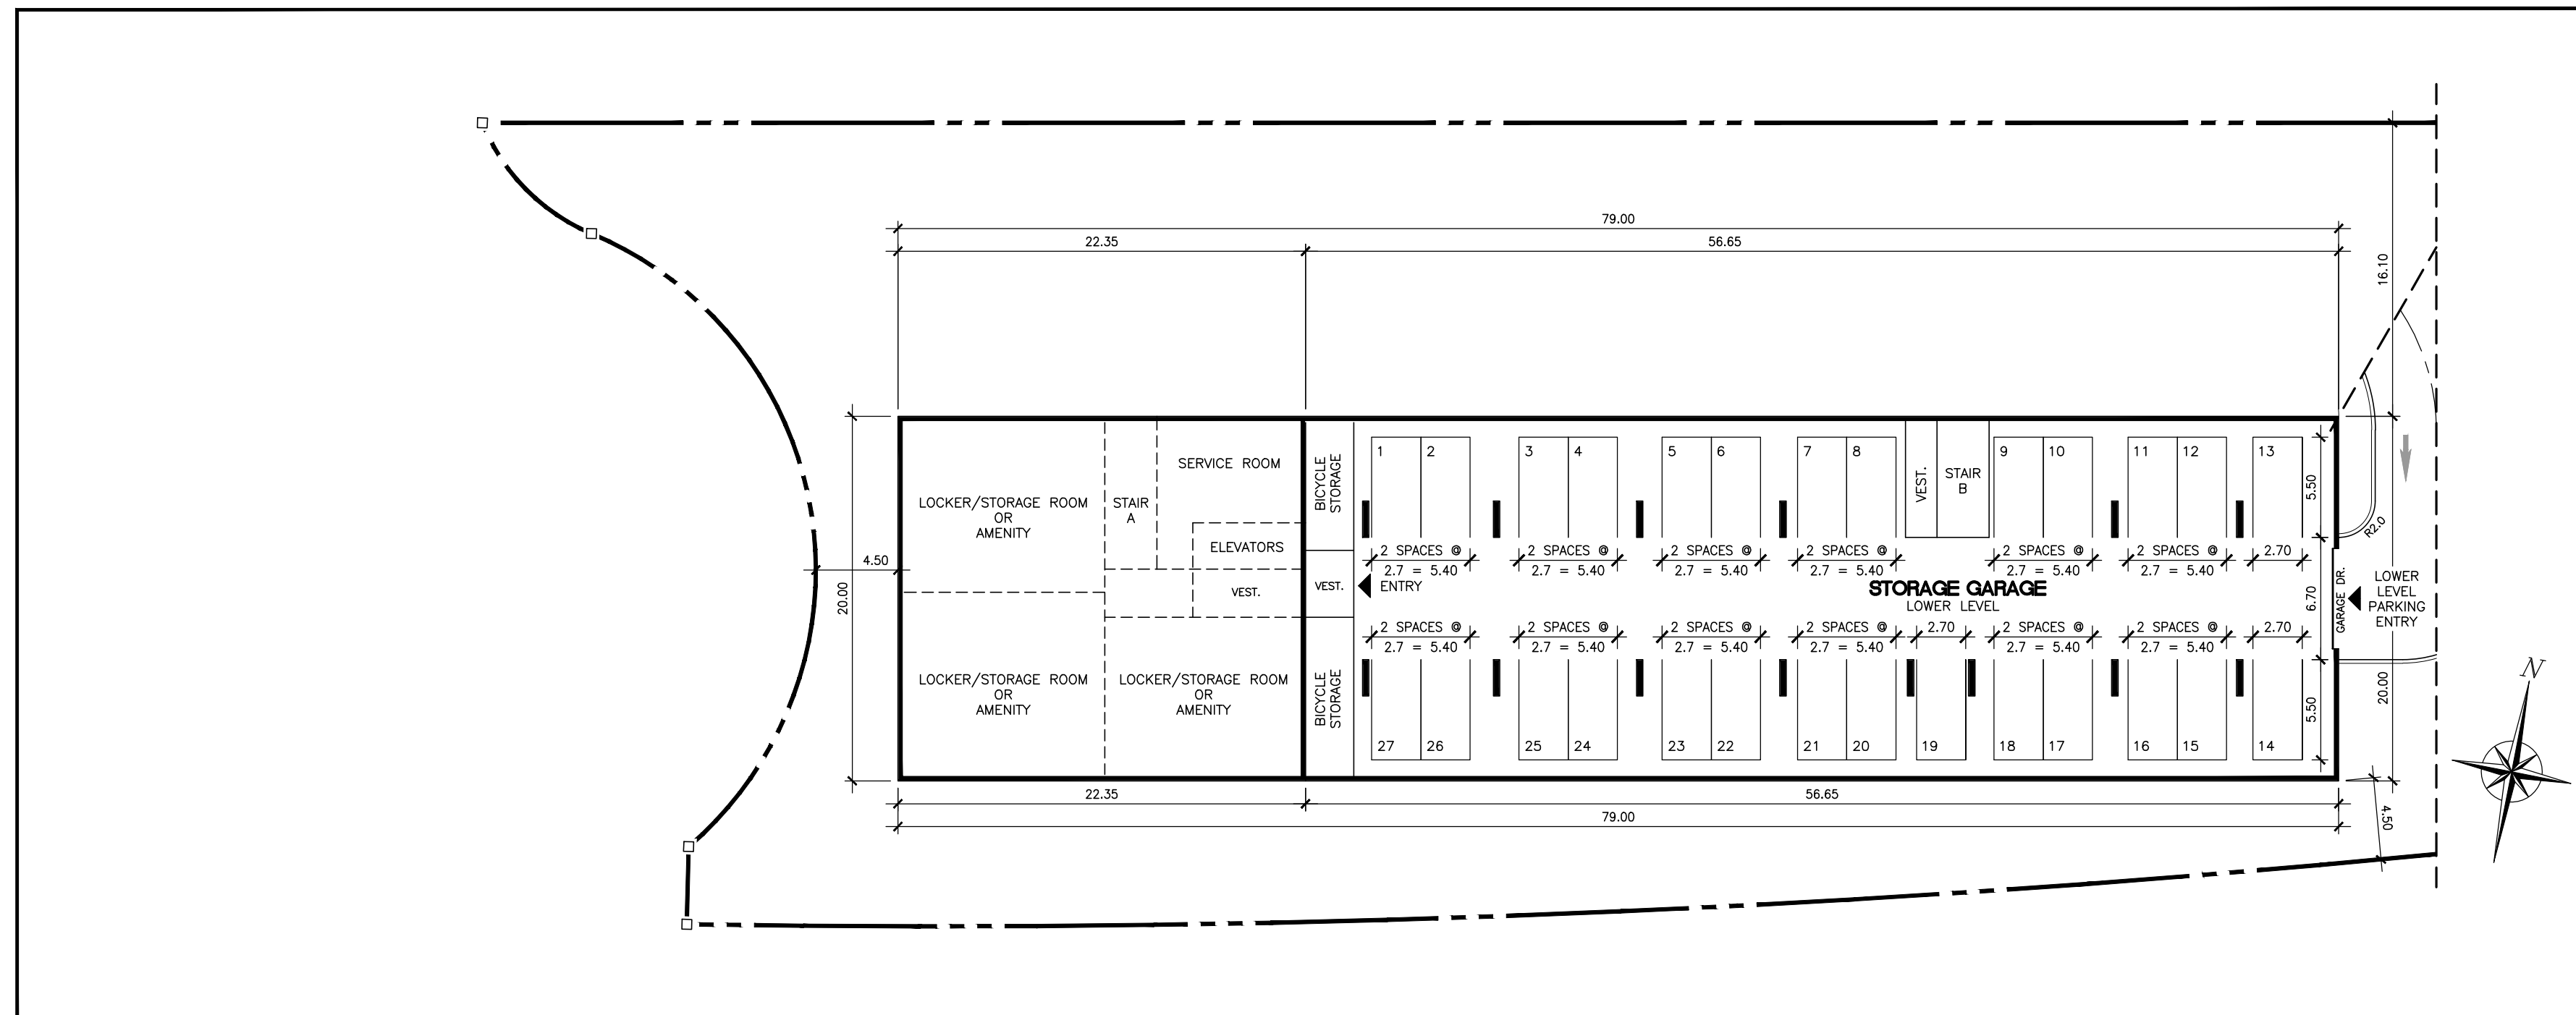 79.00
22.35
56.65
16.10
LOCKER/STORAGE ROOM
OR
AMENITY
STAIR
A
SERVICE ROOM
ELEVATORS
VEST.
BICYCLE
STORAGE
VEST.
ENTRY
1
2
3
4
5
6
7
8
VEST.
STAIR
B
9
10
11
12
13
5.50
R2.0
2 SPACES @
2.7 = 5.40
2 SPACES @
2.7 = 5.40
2 SPACES @
2.7 = 5.40
2 SPACES @
2.7 = 5.40
2 SPACES @
2.7 = 5.40
2 SPACES @
2.7 = 5.40
2.70
4.50
20.00
STORAGE GARAGE
LOWER LEVEL
6.70
GARAGE DR.
LOWER
LEVEL
PARKING
ENTRY
2 SPACES @
2.7 = 5.40
2 SPACES @
2.7 = 5.40
2 SPACES @
2.7 = 5.40
2 SPACES @
2.7 = 5.40
2.70
2 SPACES @
2.7 = 5.40
2 SPACES @
2.7 = 5.40
2.70
LOCKER/STORAGE ROOM
OR
AMENITY
LOCKER/STORAGE ROOM
OR
AMENITY
BICYCLE
STORAGE
27
26
25
24
23
22
21
20
19
18
17
16
15
14
5.50
20.00
N
22.35
56.65
79.00
4.50